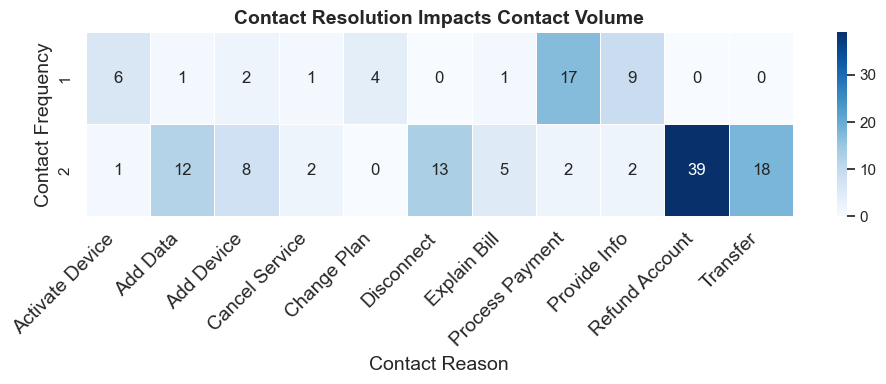 Contact Resolution Impacts Contact Volume
Contact Frequency
1
6 1 2 1 4 0 1 17 9 0 0
2
1 12 8 2 0 13 5 2 2 39 18
Activate Device
Add Data
Add Device
Cancel Service
Change Plan
Disconnect
Explain Bill
Process Payment
Provide Info
Refund Account
Transfer
Contact Reason
30
20
10
0